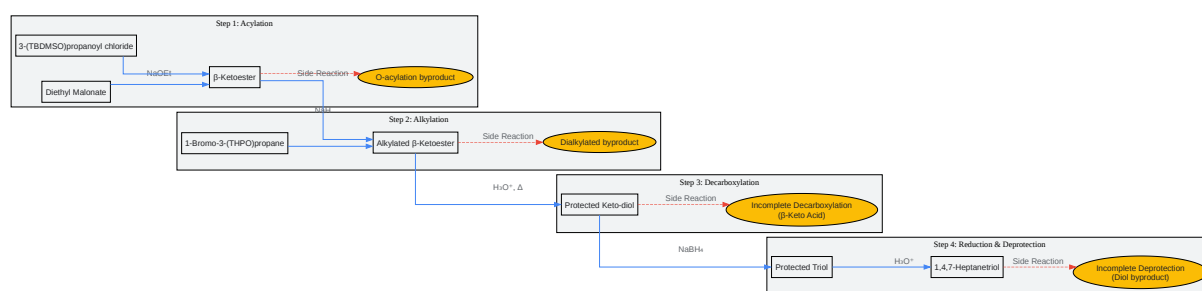 Step 1: Acylation
3-(TBDMSO)propanoyl chloride
NaOEt
β-Ketoester
Side Reaction
O-acylation byproduct
Diethyl Malonate
NaH
Step 2: Alkylation
1-Bromo-3-(THPO)propane
Alkylated β-Ketoester
Side Reaction
Dialkylated byproduct
H₃O⁺, Δ
Step 3: Decarboxylation
Protected Keto-diol
Side Reaction
Incomplete Decarboxylation
(β-Keto Acid)
NaBH₄
Step 4: Reduction & Deprotection
Protected Triol
H₃O⁺
1,4,7-Heptanetriol
Side Reaction
Incomplete Deprotection
(Diol byproduct)